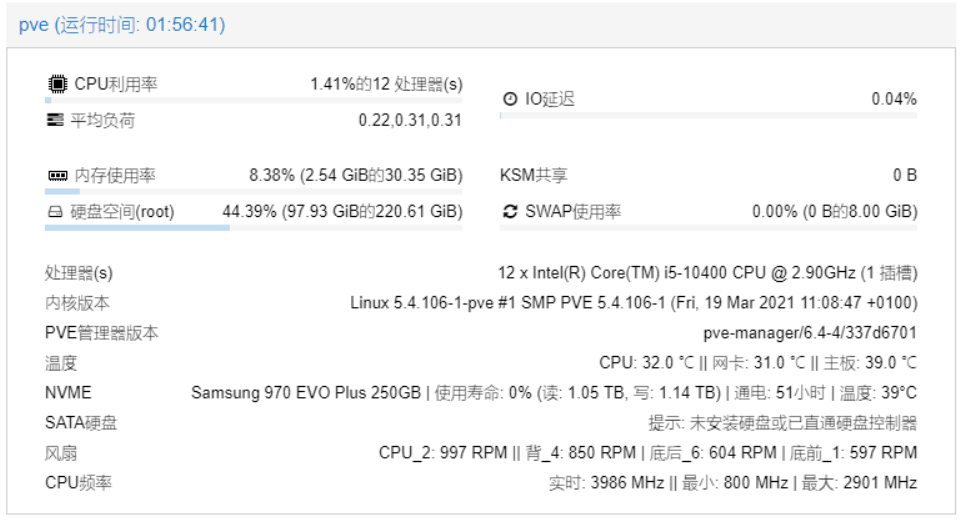 pve (运行时间: 01:56:41)
CPU利用率 1.41%的12 处理器(s)
IO延迟 0.04%
平均负荷 0.22,0.31,0.31
内存使用率 8.38% (2.54 GiB的30.35 GiB)
KSM共享 0 B
硬盘空间(root) 44.39% (97.93 GiB的220.61 GiB)
SWAP使用率 0.00% (0 B的8.00 GiB)
处理器(s) 12 x Intel(R) Core(TM) i5-10400 CPU @ 2.90GHz (1 插槽)
内核版本 Linux 5.4.106-1-pve #1 SMP PVE 5.4.106-1 (Fri, 19 Mar 2021 11:08:47 +0100)
PVE管理器版本 pve-manager/6.4-4/337d6701
温度 CPU: 32.0 ℃ || 网卡: 31.0 ℃ || 主板: 39.0 ℃
NVME Samsung 970 EVO Plus 250GB | 使用寿命: 0% (读: 1.05 TB, 写: 1.14 TB) | 通电: 51小时 | 温度: 39°C
SATA硬盘 提示: 未安装硬盘或已直通硬盘控制器
风扇 CPU_2: 997 RPM || 背_4: 850 RPM | 底后_6: 604 RPM | 底前_1: 597 RPM
CPU频率 实时: 3986 MHz || 最小: 800 MHz | 最大: 2901 MHz